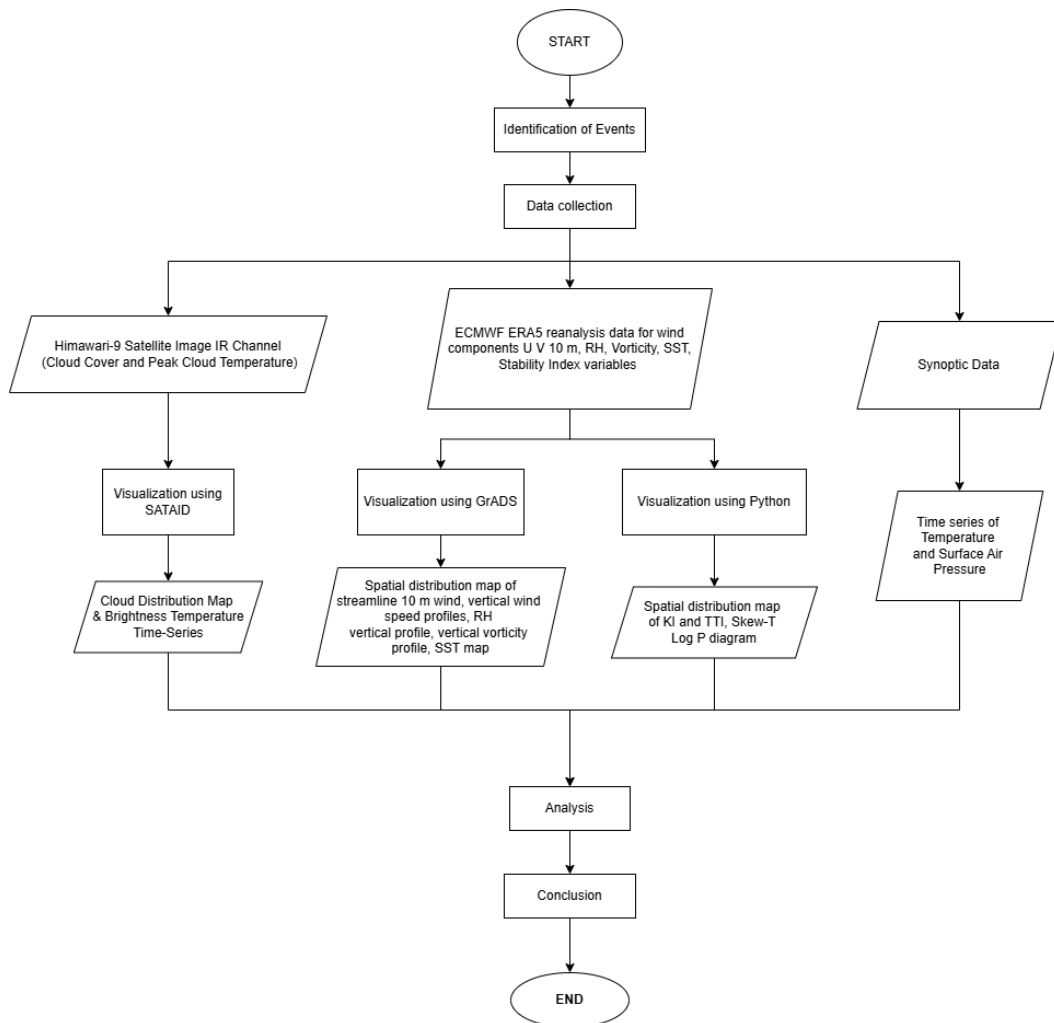 START
Identification of Events
Data collection
Himawari-9 Satellite Image IR Channel
(Cloud Cover and Peak Cloud Temperature)
ECMWF ERA5 reanalysis data for wind
components U V 10 m, RH, Vorticity, SST,
Stability Index variables
Synoptic Data
Visualization using
SATAID
Visualization using GrADS
Visualization using Python
Time series of
Temperature
and Surface Air
Pressure
Cloud Distribution Map
& Brightness Temperature
Time-Series
Spatial distribution map of
streamline 10 m wind, vertical wind
speed profiles, RH
vertical profile, vertical vorticity
profile, SST map
Spatial distribution map
of KI and TTI, Skew-T
Log P diagram
Analysis
Conclusion
END